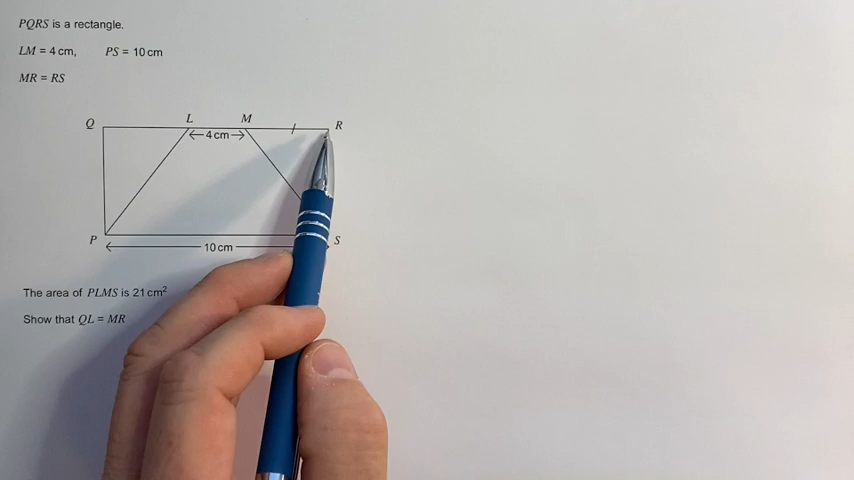 PQRS is a rectangle.
LM = 4 cm, PS = 10 cm
MR = RS
Q L M R
4 cm
P S
10 cm
The area of PLMS is 21 cm²
Show that QL = MR